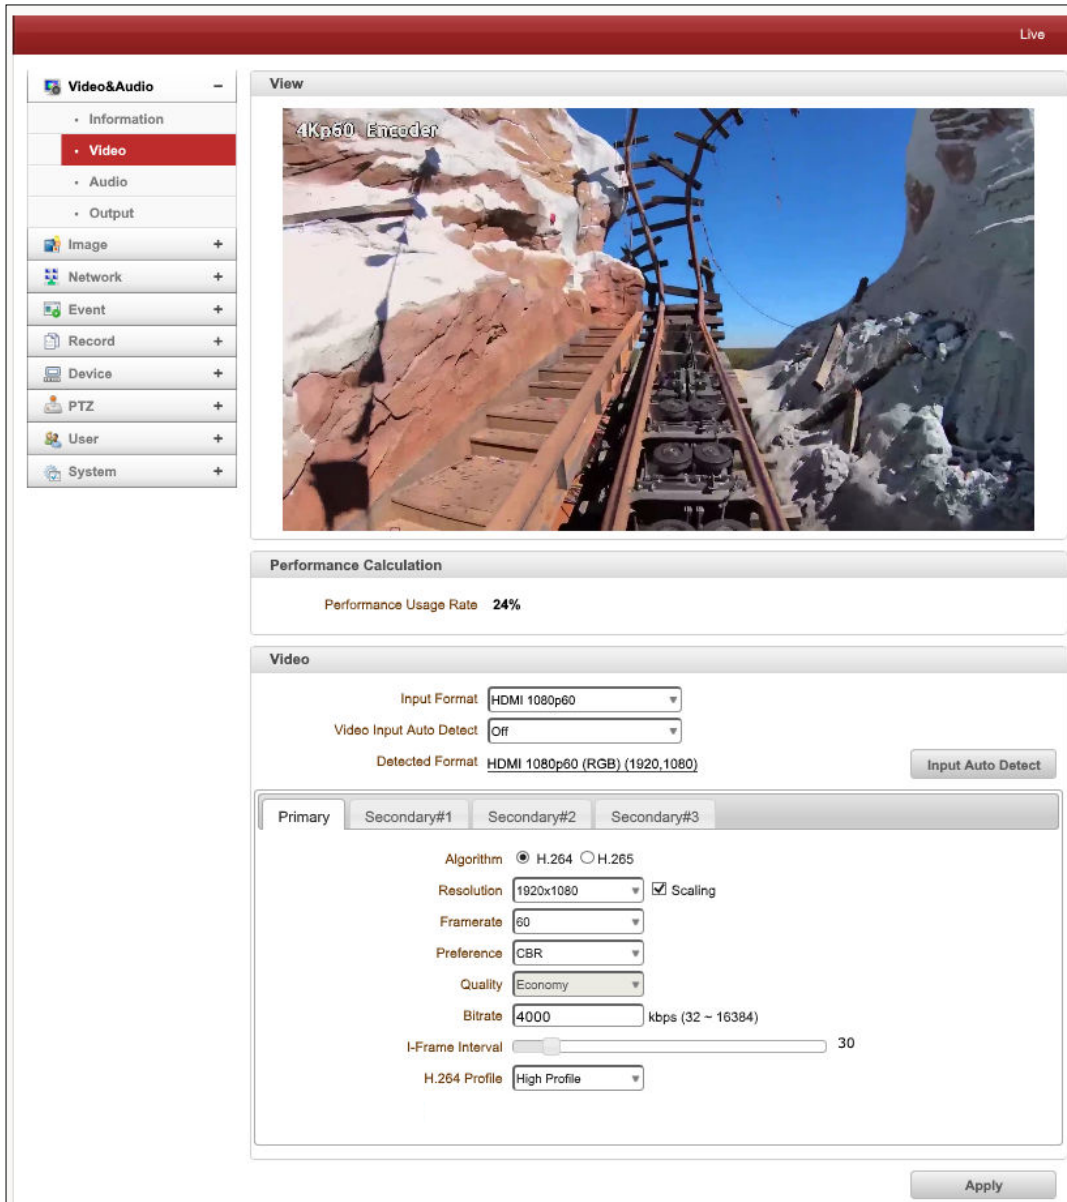 Live
Video&Audio −
Information
Video
Audio
Output
Image +
Network +
Event +
Record +
Device +
PTZ +
User +
System +
View
4Kp60 Encoder
Performance Calculation
Performance Usage Rate 24%
Video
Input Format HDMI 1080p60
Video Input Auto Detect Off
Detected Format HDMI 1080p60 (RGB) (1920,1080) Input Auto Detect
Primary Secondary#1 Secondary#2 Secondary#3
Algorithm H.264 H.265
Resolution 1920x1080 Scaling
Framerate 60
Preference CBR
Quality Economy
Bitrate 4000 kbps (32 ~ 16384)
I-Frame Interval 30
H.264 Profile High Profile
Apply